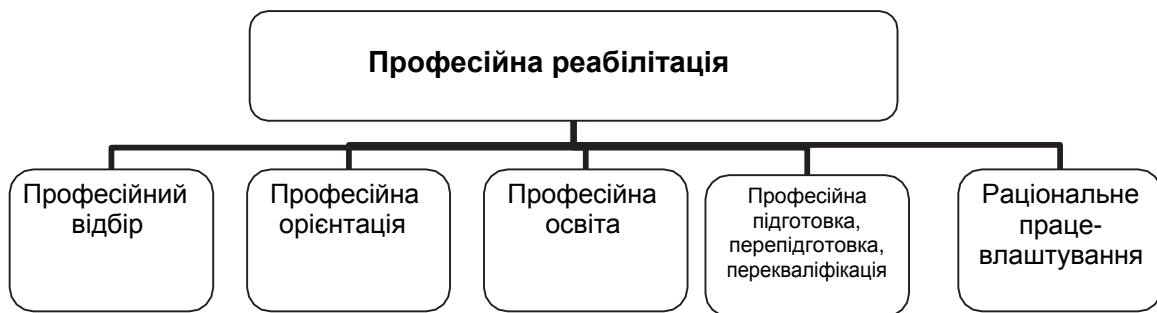 Професійна реабілітація
Професійний
відбір
Професійна
орієнтація
Професійна
освіта
Професійна
підготовка,
перепідготовка,
перекваліфікація
Раціональне
праце-
влаштування